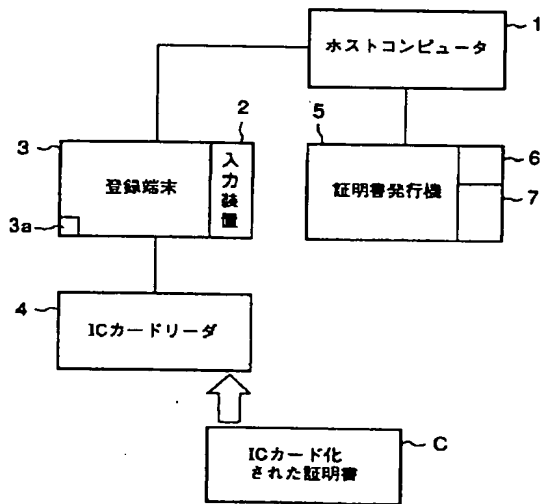 1
ホストコンピュータ
2
5
3
登録端末
入力装置
証明書発行機
6
7
3a
4
ICカードリーダ
ICカード化
された証明書
C